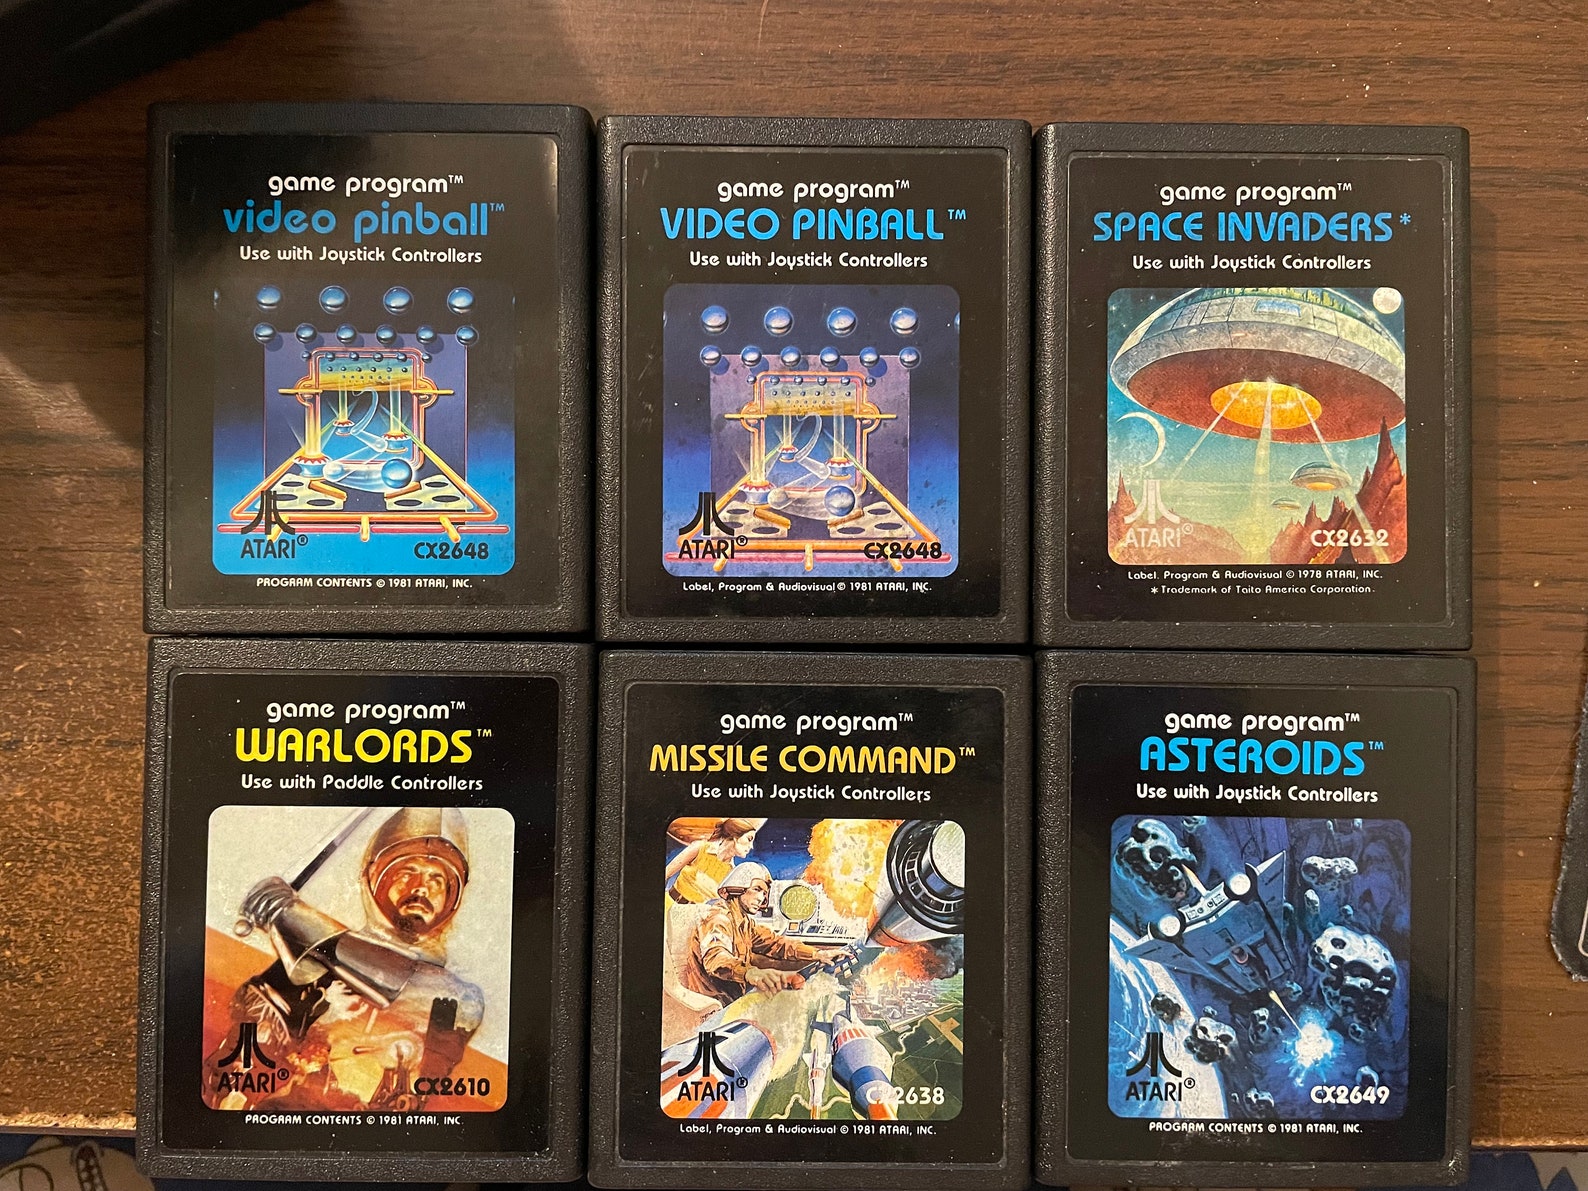 game program™
video pinball™
Use with Joystick Controllers
ATARI®
CX2648
PROGRAM CONTENTS © 1981 ATARI, INC.
game program™
VIDEO PINBALL™
Use with Joystick Controllers
ATARI®
CX2648
Label, Program & Audiovisual © 1981 ATARI, INC.
game program™
SPACE INVADERS*
Use with Joystick Controllers
ATARI®
CX2632
Label. Program & Audiovisual © 1978 ATARI, INC.
* Trademark of Taito America Corporation.
game program™
WARLORDS™
Use with Paddle Controllers
ATARI®
CX2610
PROGRAM CONTENTS © 1981 ATARI, INC.
game program™
MISSILE COMMAND™
Use with Joystick Controllers
ATARI®
CX2638
Label, Program & Audiovisual © 1981 ATARI, INC.
game program™
ASTEROIDS™
Use with Joystick Controllers
ATARI®
CX2649
PROGRAM CONTENTS © 1981 ATARI, INC.